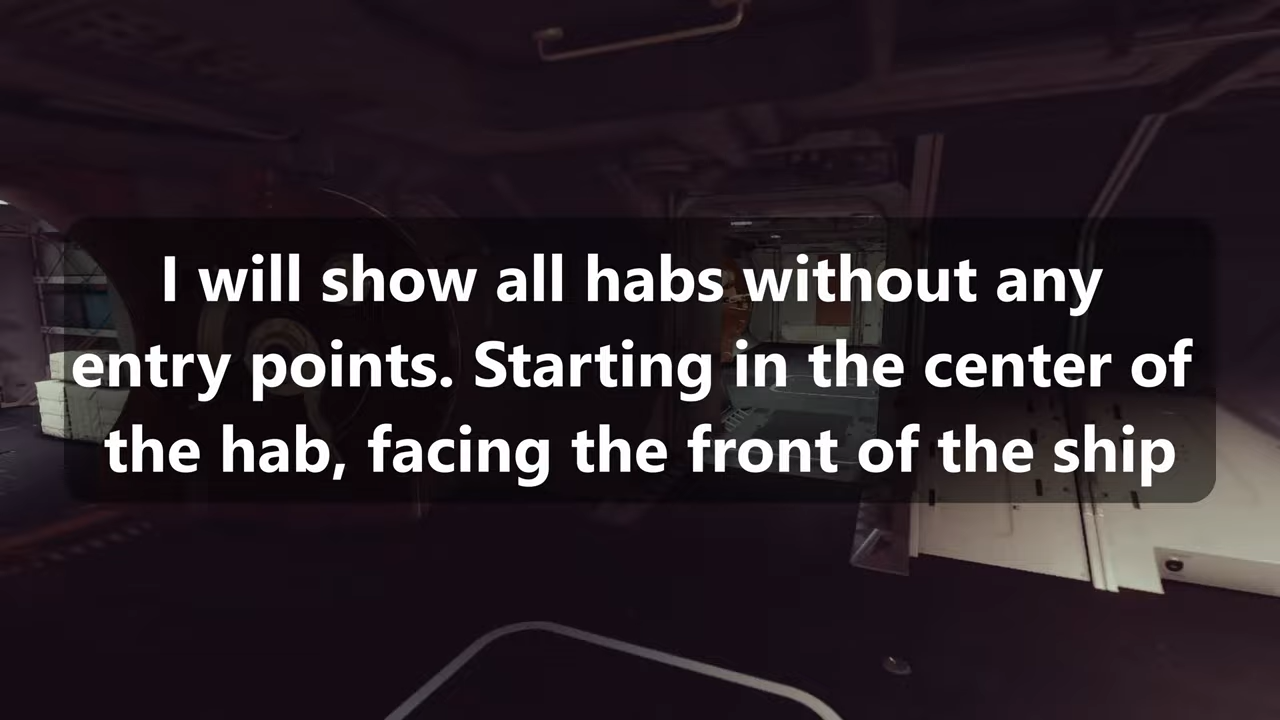 I will show all habs without any
entry points. Starting in the center of
the hab, facing the front of the ship